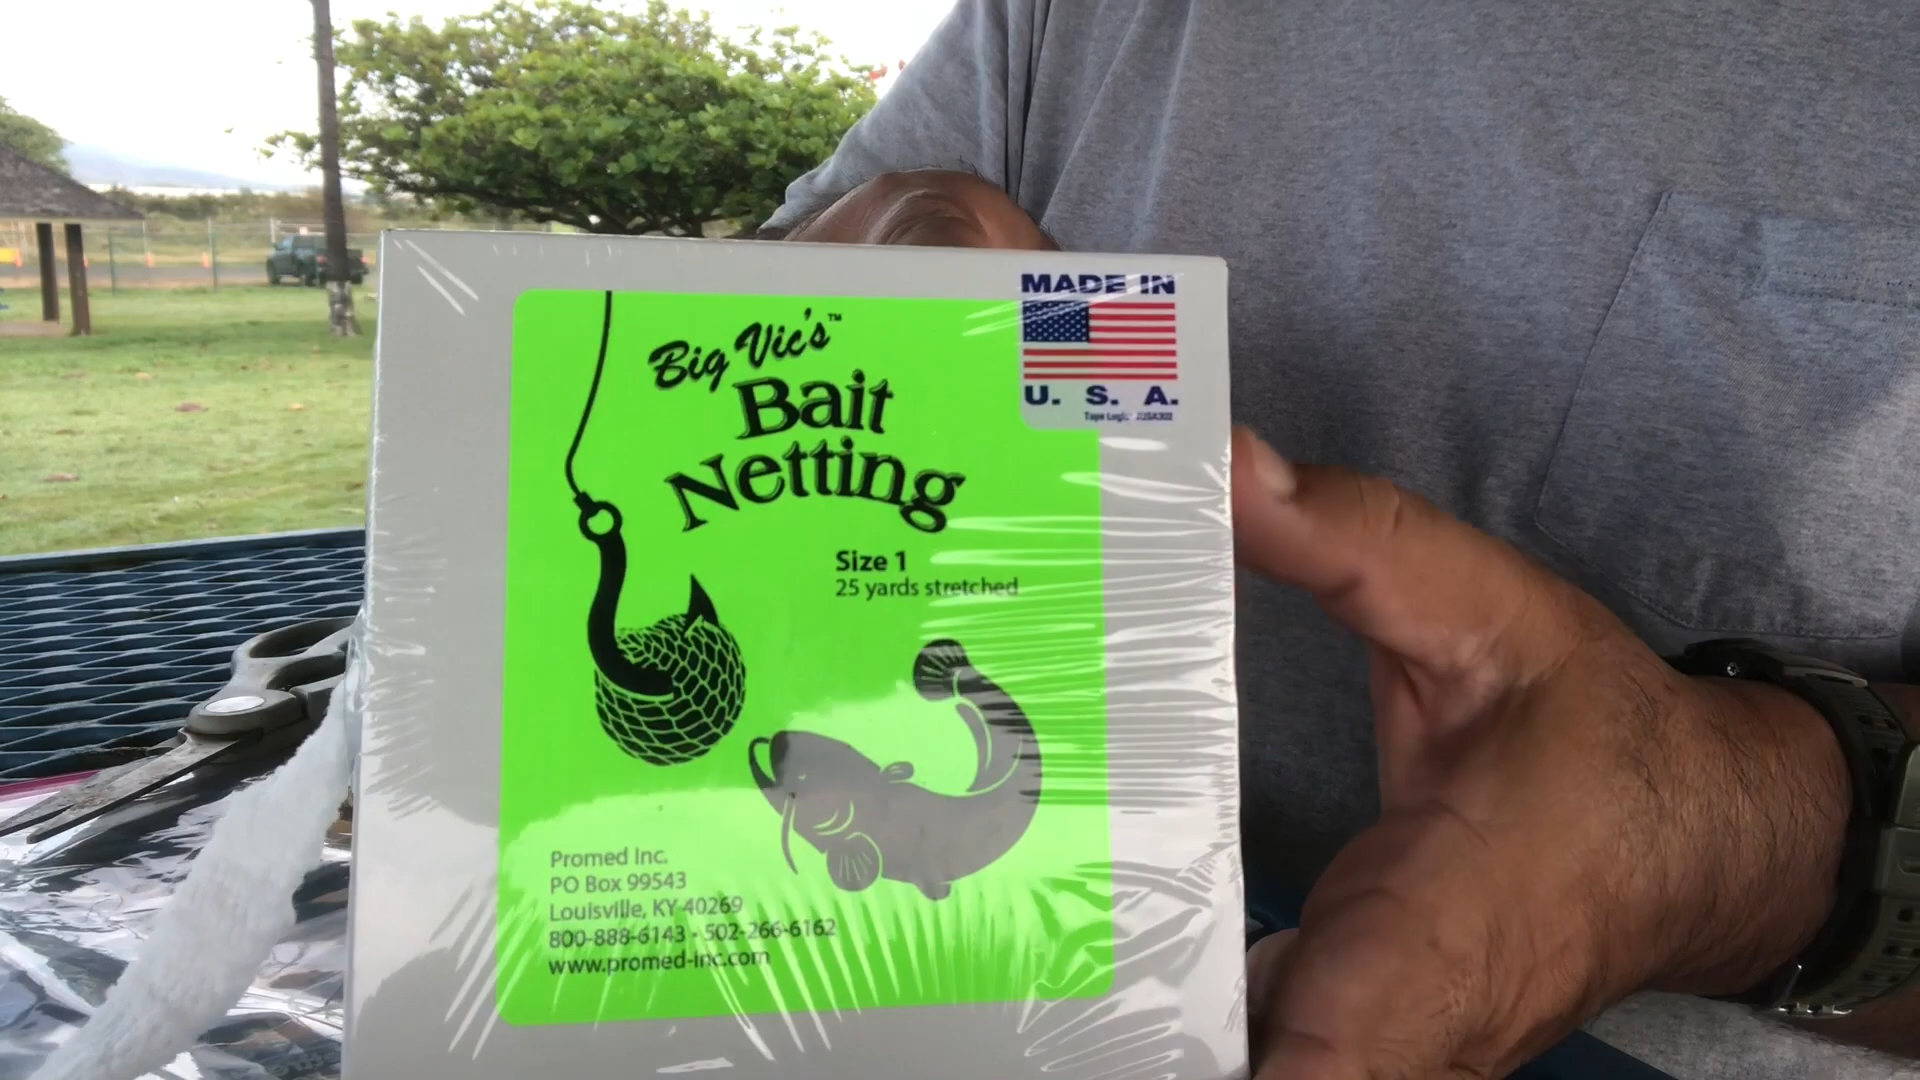 MADE IN
U. S. A.
Big Vic's™
Bait
Netting
Size 1
25 yards stretched
Promed Inc.
PO Box 99543
Louisville, KY 40269
800-888-6143 - 502-266-6162
www.promed-inc.com